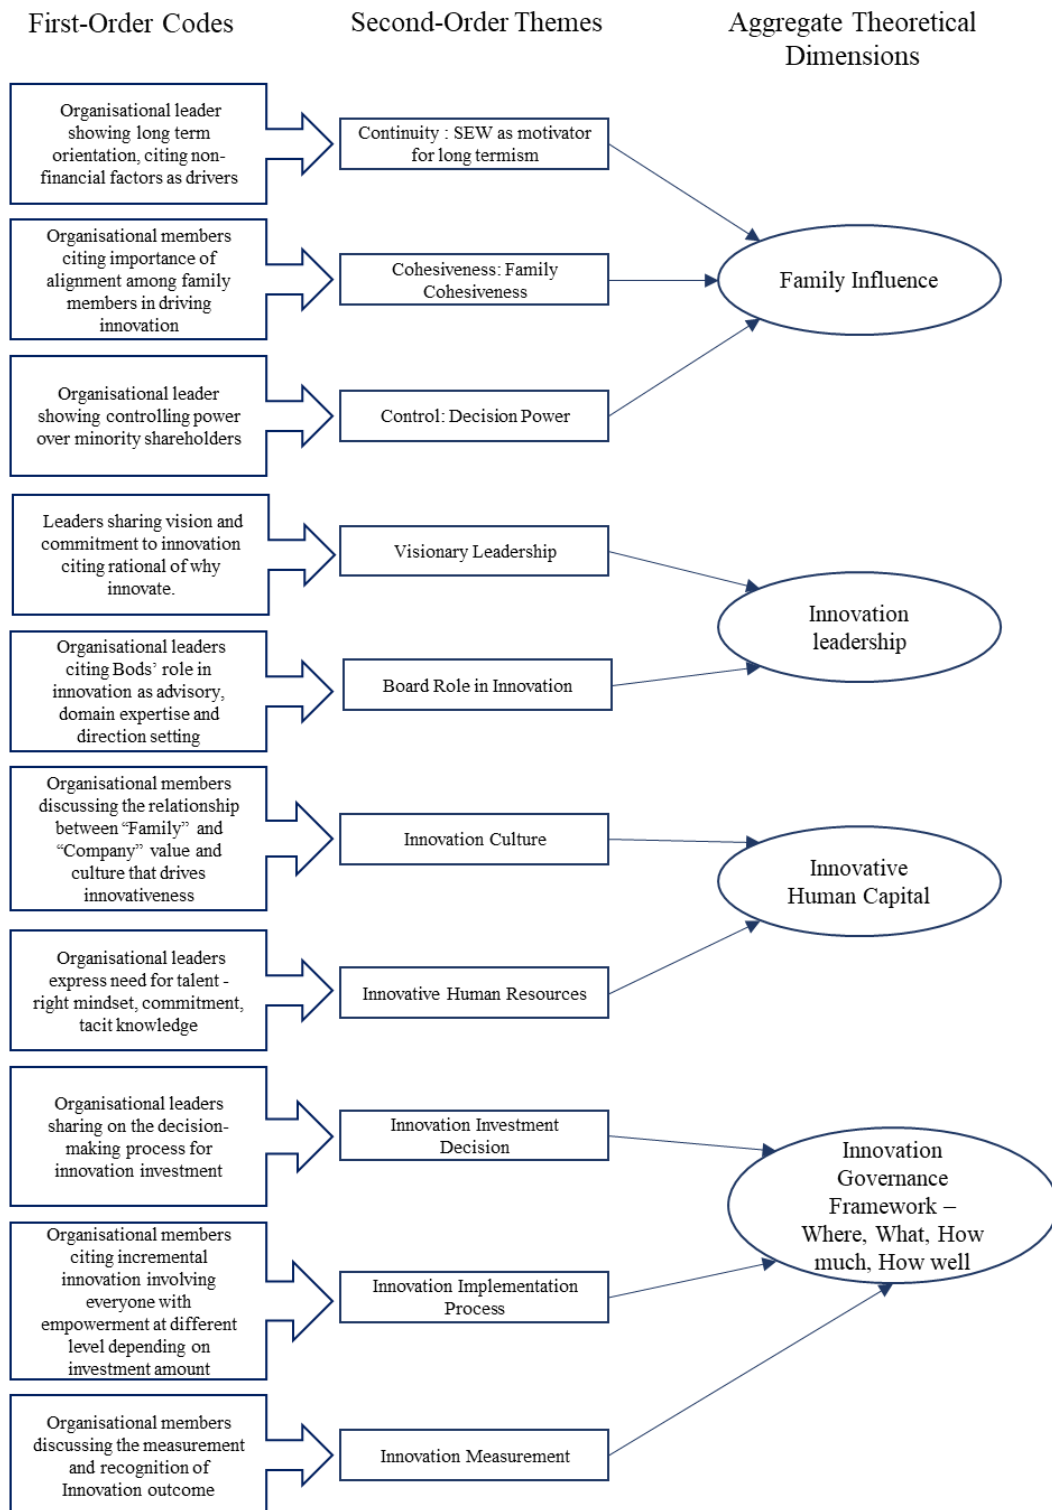 First-Order Codes
Second-Order Themes
Aggregate Theoretical
Dimensions
Organisational leader
showing long term
orientation, citing non-
financial factors as drivers
Continuity : SEW as motivator
for long termism
Organisational members
citing importance of
alignment among family
members in driving
innovation
Cohesiveness: Family
Cohesiveness
Family Influence
Organisational leader
showing controlling power
over minority shareholders
Control: Decision Power
Leaders sharing vision and
commitment to innovation
citing rational of why
innovate.
Visionary Leadership
Innovation
leadership
Organisational leaders
citing Bods’ role in
innovation as advisory,
domain expertise and
direction setting
Board Role in Innovation
Organisational members
discussing the relationship
between “Family” and
“Company” value and
culture that drives
innovativeness
Innovation Culture
Innovative
Human Capital
Organisational leaders
express need for talent -
right mindset, commitment,
tacit knowledge
Innovative Human Resources
Organisational leaders
sharing on the decision-
making process for
innovation investment
Innovation Investment
Decision
Innovation
Governance
Framework –
Where, What, How
much, How well
Organisational members
citing incremental
innovation involving
everyone with
empowerment at different
level depending on
investment amount
Innovation Implementation
Process
Organisational members
discussing the measurement
and recognition of
Innovation outcome
Innovation Measurement